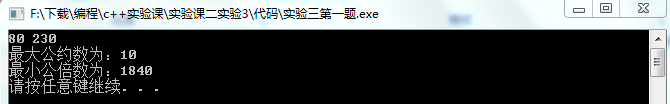 F:\下载\编程\c++实验课\实验课二实验3\代码\实验三第一题.exe
80 230
最大公约数为：10
最小公倍数为：1840
请按任意键继续. . .